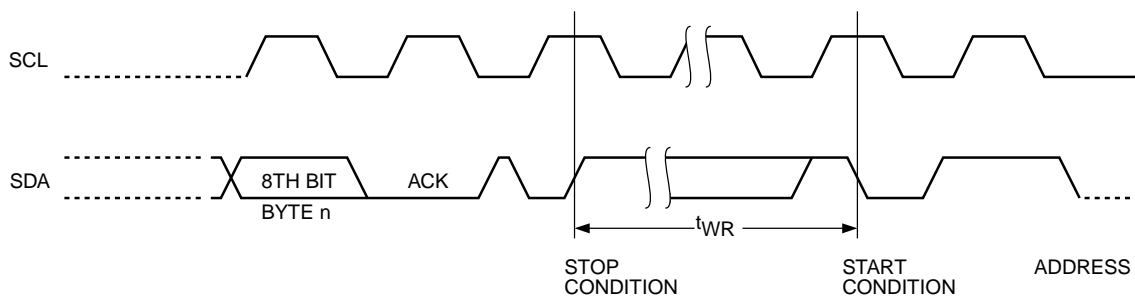 SCL
SDA
8TH BIT
ACK
BYTE n
tWR
STOP
CONDITION
START
CONDITION
ADDRESS